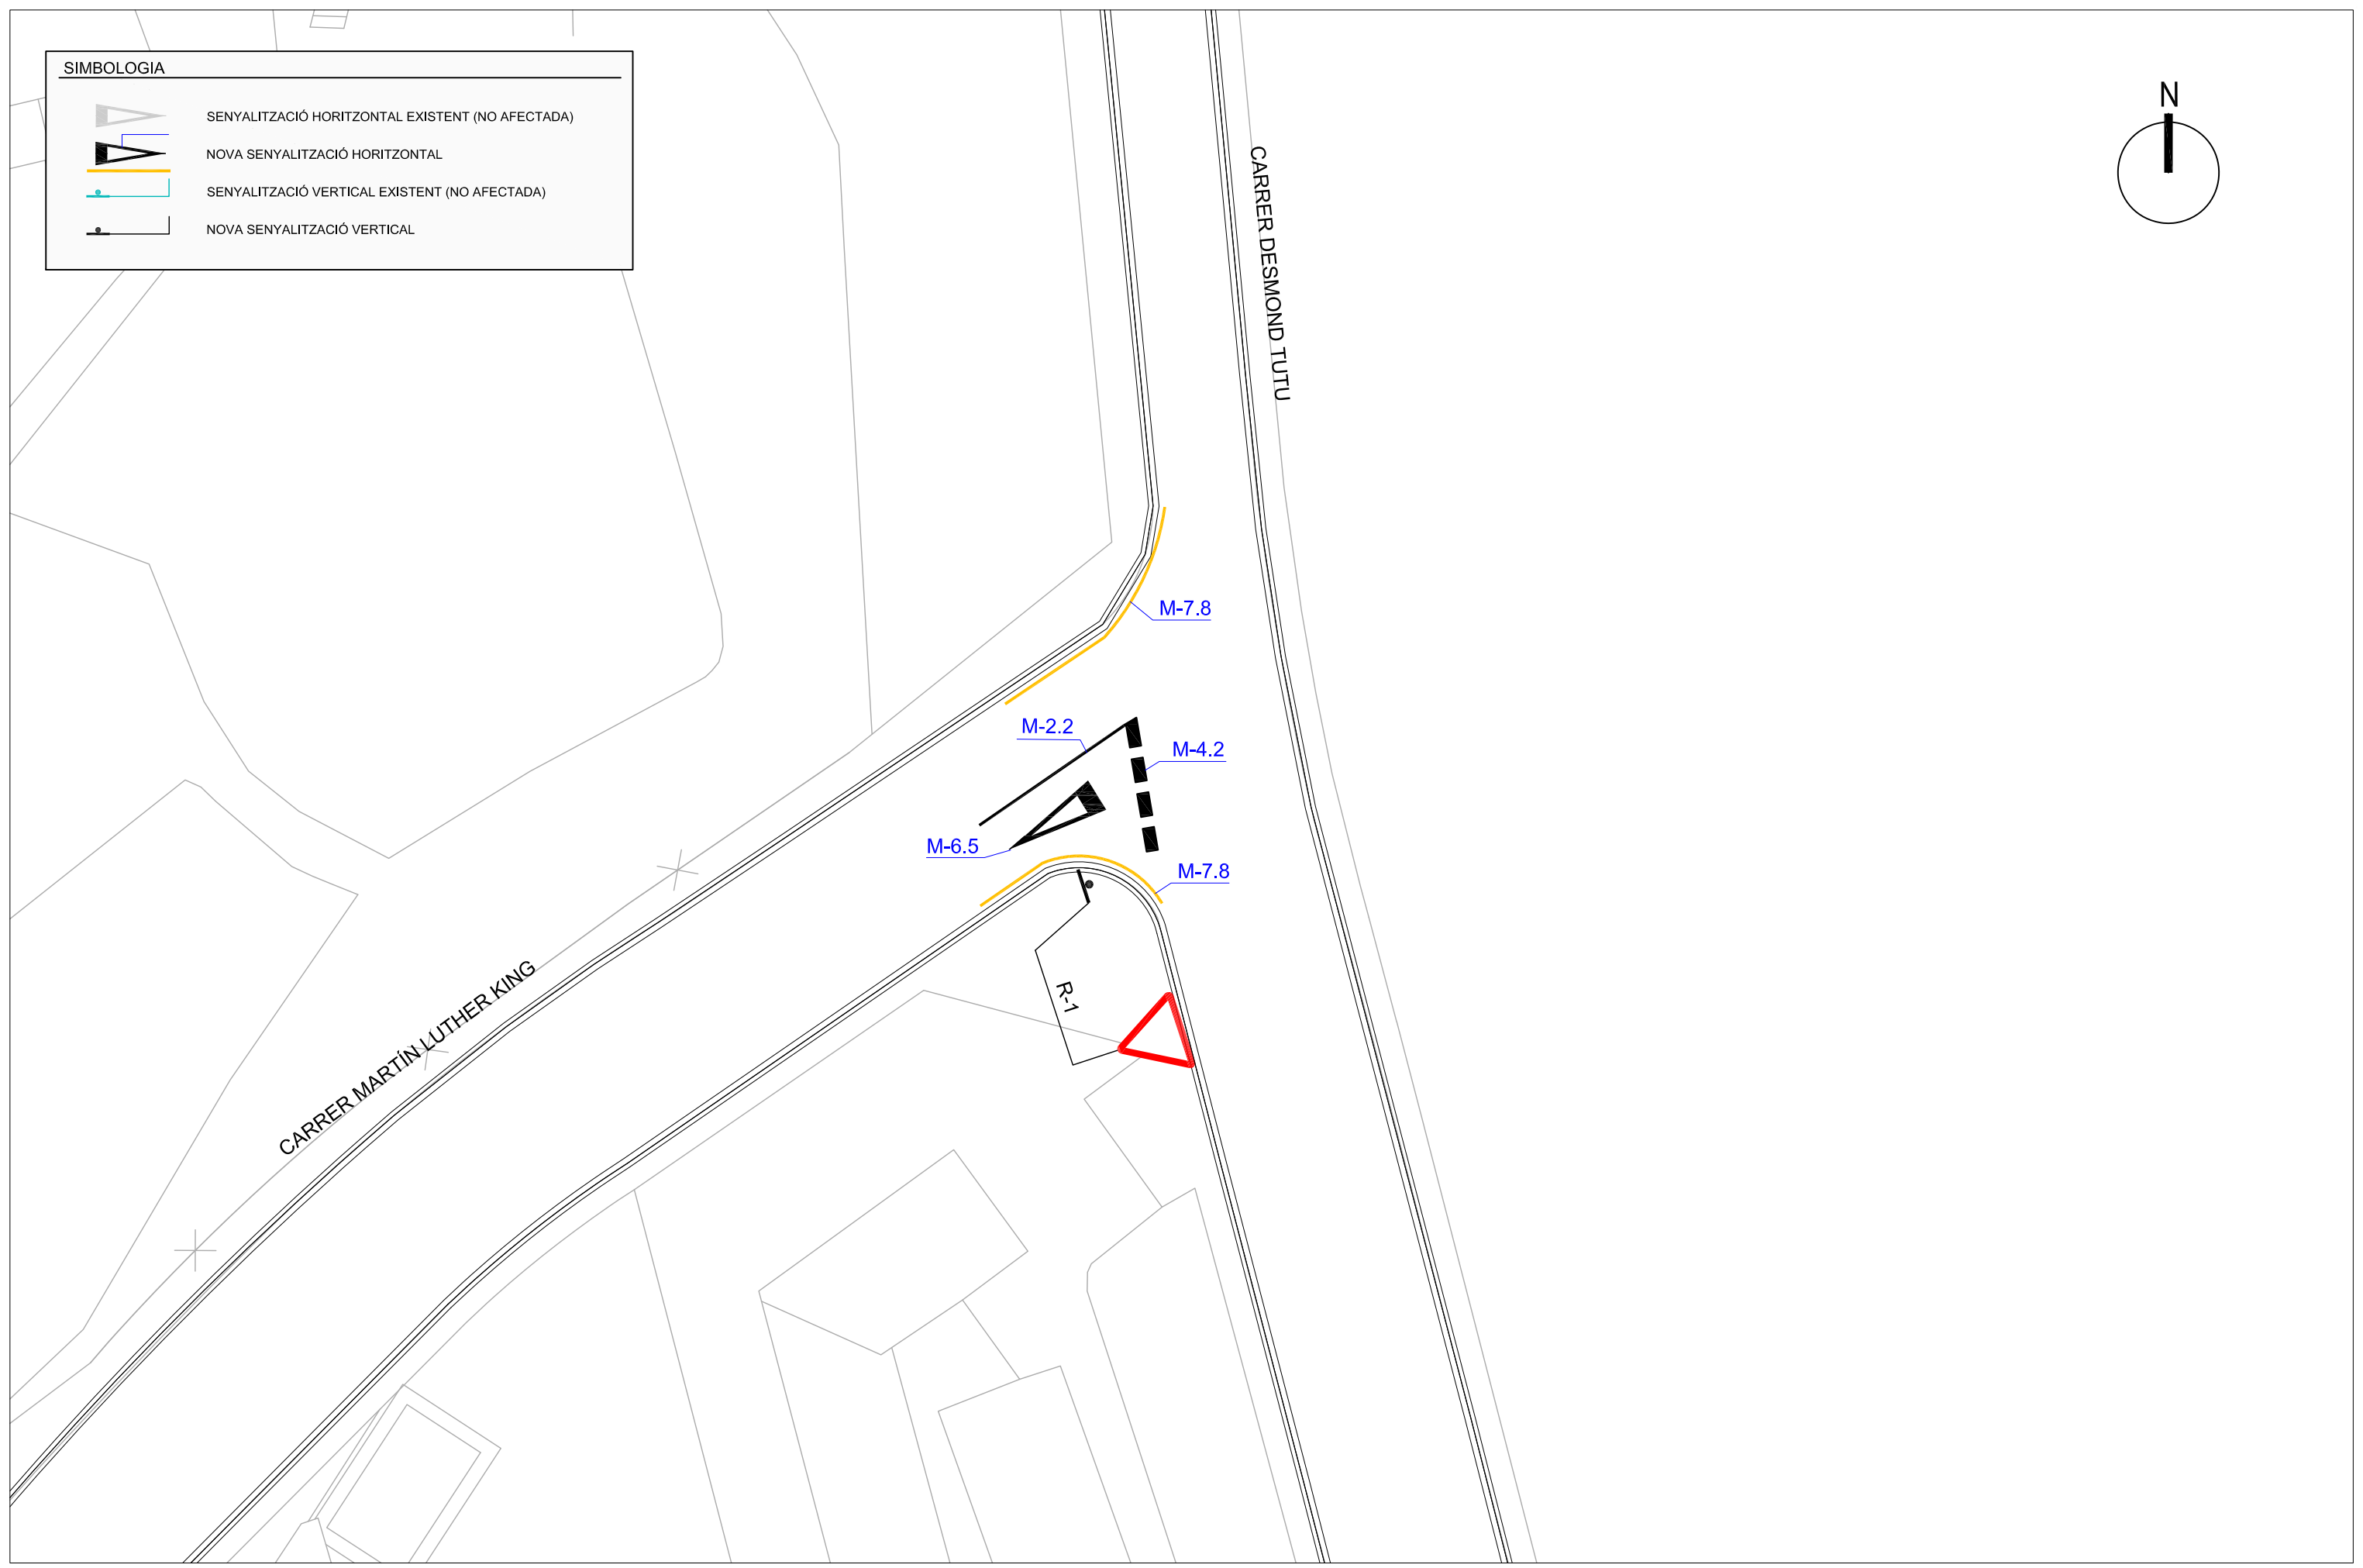 SIMBOLOGIA
SENYALITZACIÓ HORITZONTAL EXISTENT (NO AFECTADA)
NOVA SENYALITZACIÓ HORITZONTAL
SENYALITZACIÓ VERTICAL EXISTENT (NO AFECTADA)
NOVA SENYALITZACIÓ VERTICAL
N
CARRER DESMOND TUTU
M-7.8
M-2.2
M-4.2
M-6.5
M-7.8
R-1
CARRER MARTÍN LUTHER KING